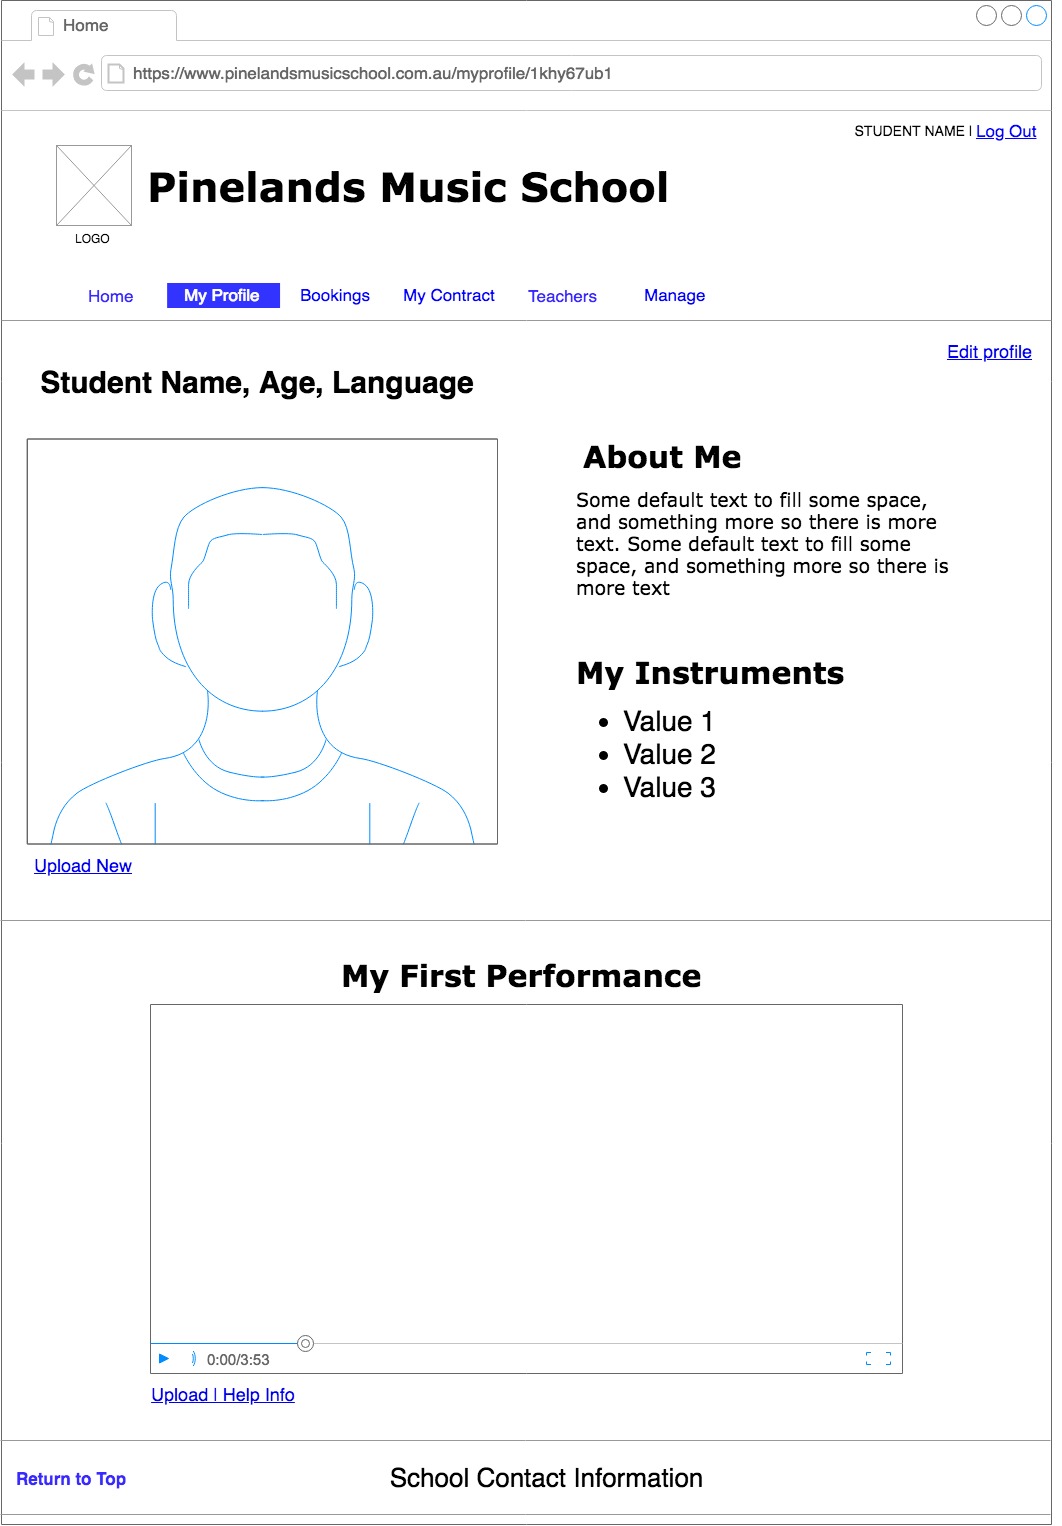 Home
https://www.pinelandsmusicschool.com.au/myprofile/1khy67ub1
STUDENT NAME | Log Out
Pinelands Music School
LOGO
Home My Profile Bookings My Contract Teachers Manage
Edit profile
Student Name, Age, Language
About Me
Some default text to fill some space,
and something more so there is more
text. Some default text to fill some
space, and something more so there is
more text
My Instruments
• Value 1
• Value 2
• Value 3
Upload New
My First Performance
0:00/3:53
Upload | Help Info
Return to Top
School Contact Information